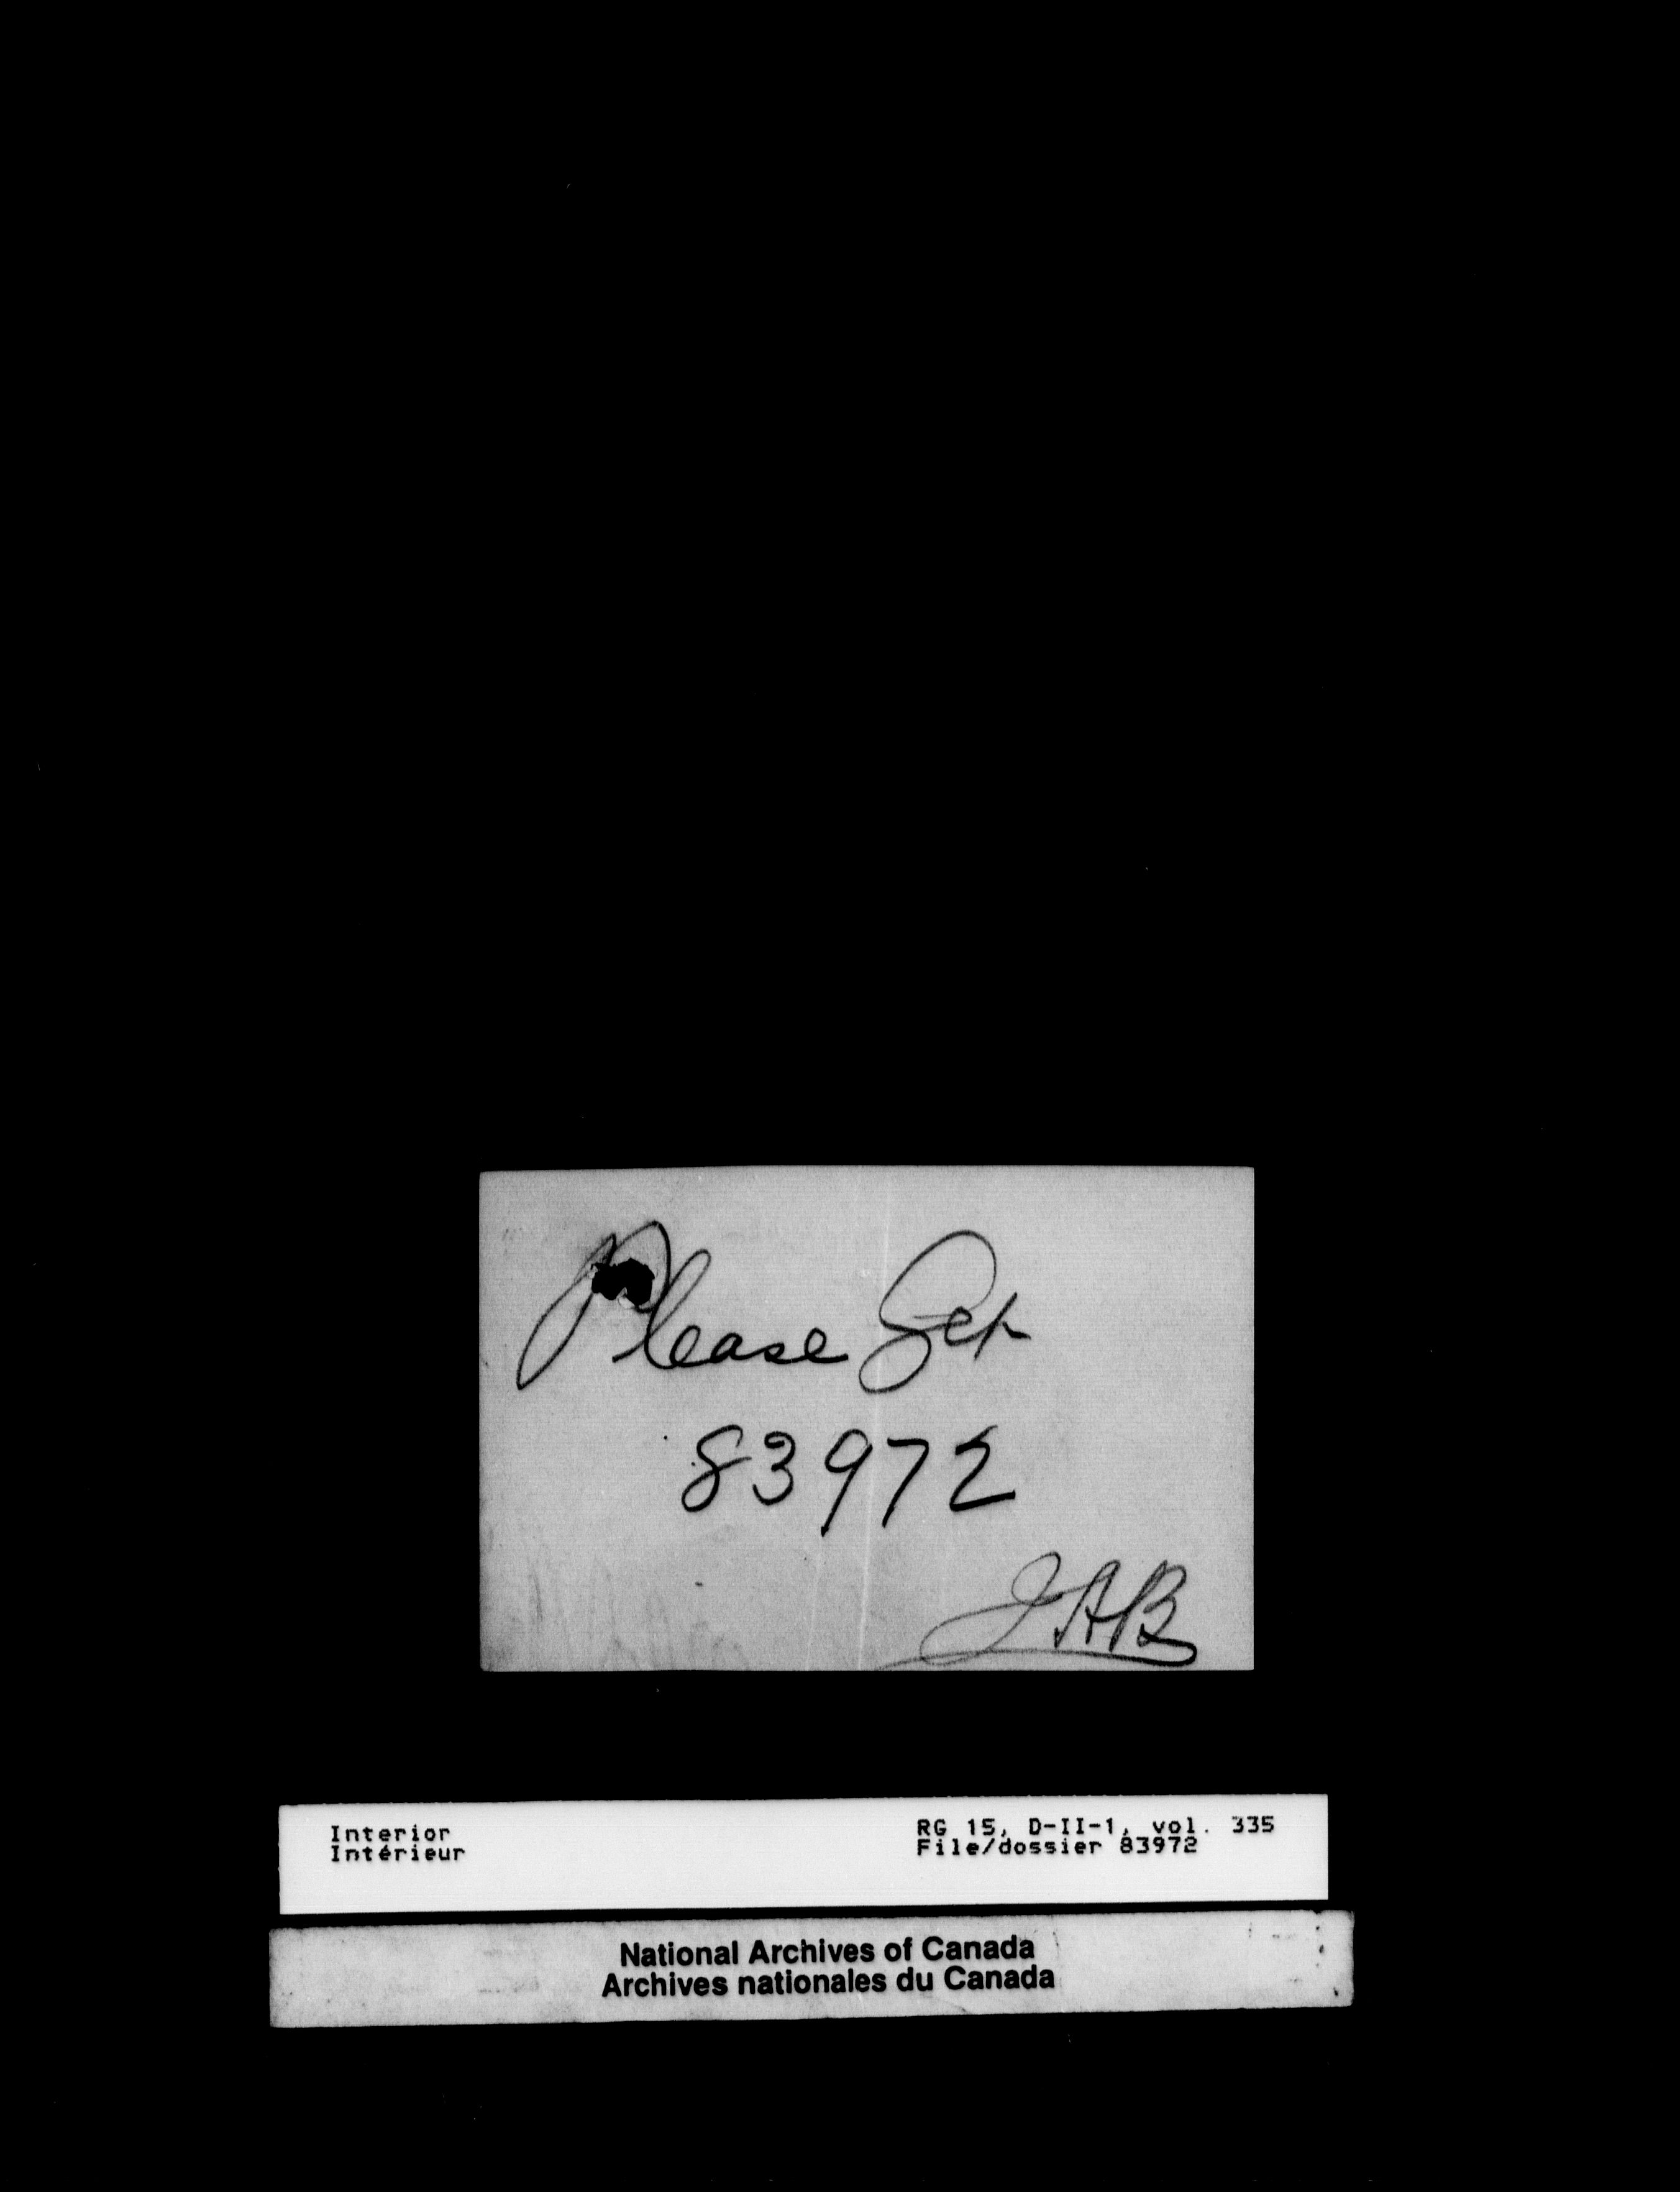 Please Get
83972
JAB
Interior
Intérieur
RG 15, D-II-1, vol. 335
File/dossier 83972
National Archives of Canada
Archives nationales du Canada